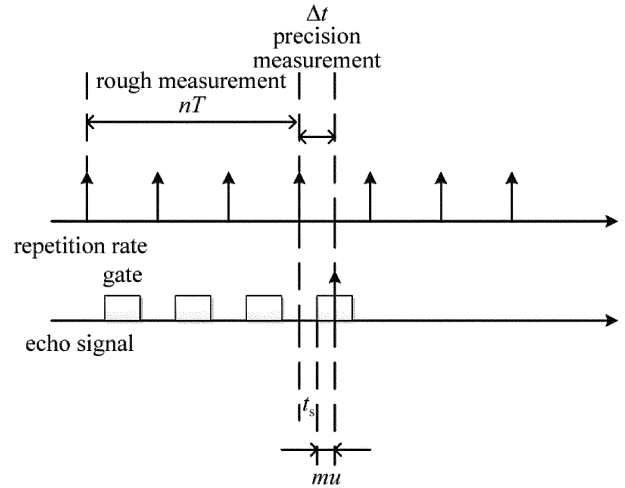 Δt
precision
measurement
rough measurement
nT
repetition rate
gate
echo signal
tₛ
mu